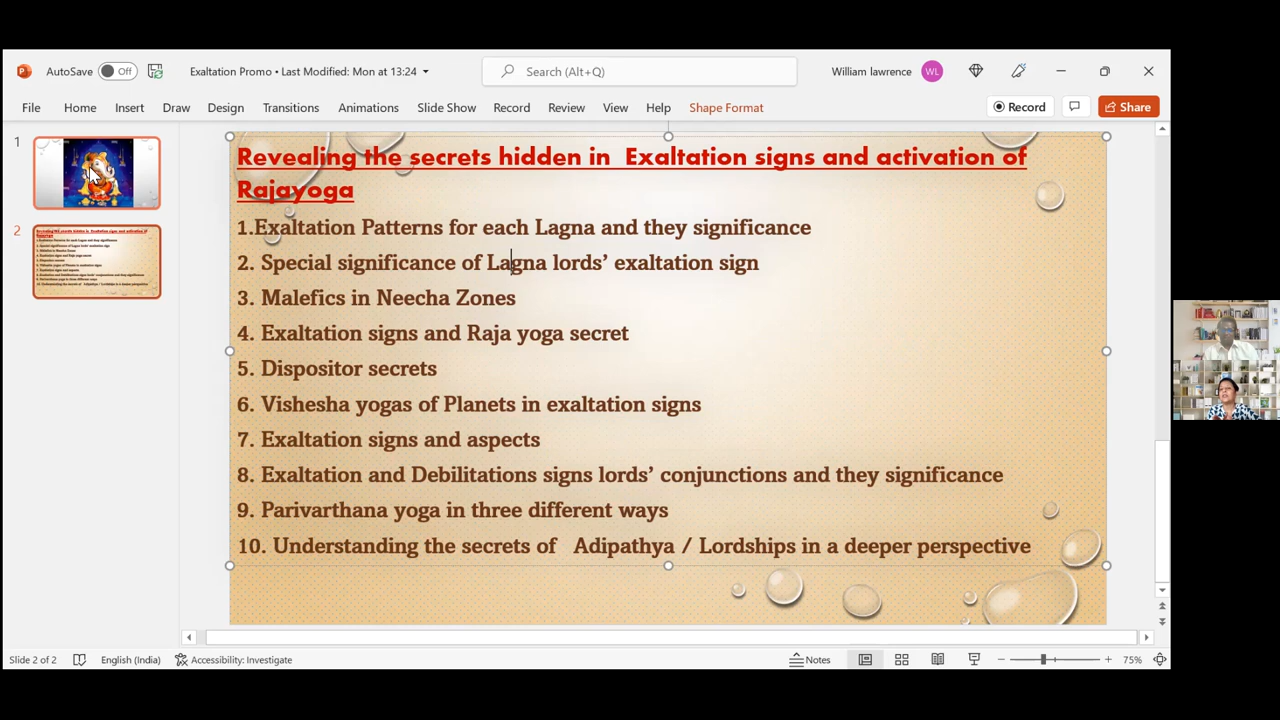 AutoSave Off Exaltation Promo • Last Modified: Mon at 13:24 Search (Alt+Q) William lawrence WL
File Home Insert Draw Design Transitions Animations Slide Show Record Review View Help Shape Format Record Share
1
2
Revealing the secrets hidden in Exaltation signs and activation of
Rajayoga
1.Exaltation Patterns for each Lagna and they significance
2. Special significance of Lagna lords’ exaltation sign
3. Malefics in Neecha Zones
4. Exaltation signs and Raja yoga secret
5. Dispositor secrets
6. Vishesha yogas of Planets in exaltation signs
7. Exaltation signs and aspects
8. Exaltation and Debilitations signs lords’ conjunctions and they significance
9. Parivarthana yoga in three different ways
10. Understanding the secrets of Adipathya / Lordships in a deeper perspective
Slide 2 of 2 English (India) Accessibility: Investigate Notes 75%